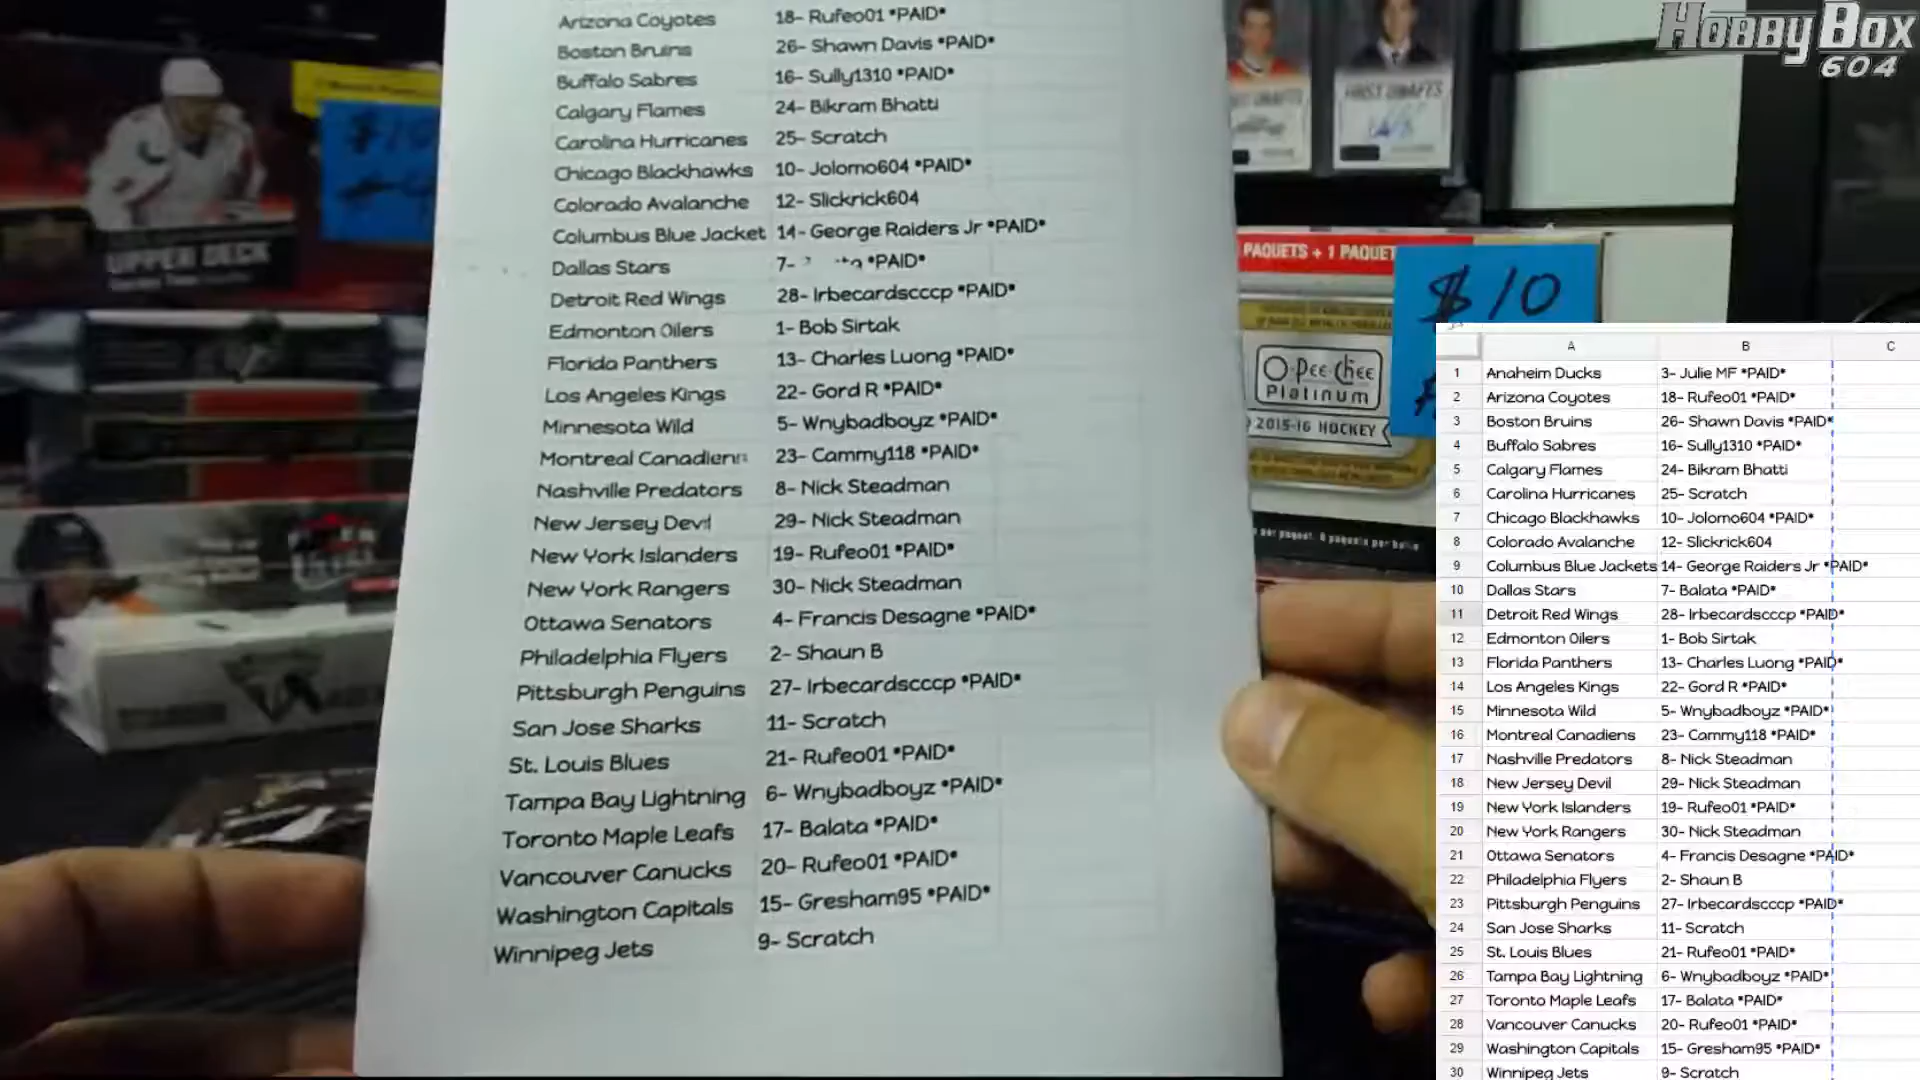 HOBBY BOX
604
Arizona Coyotes 18- Rufeo01 *PAID*
Boston Bruins 26- Shawn Davis *PAID*
Buffalo Sabres 16- Sully1310 *PAID*
Calgary Flames 24- Bikram Bhatti
Carolina Hurricanes 25- Scratch
Chicago Blackhawks 10- Jolomo604 *PAID*
Colorado Avalanche 12- Slickrick604
Columbus Blue Jacket 14- George Raiders Jr *PAID*
Dallas Stars 7- *PAID*
Detroit Red Wings 28- Irbecardscccp *PAID*
Edmonton Oilers 1- Bob Sirtak
Florida Panthers 13- Charles Luong *PAID*
Los Angeles Kings 22- Gord R *PAID*
Minnesota Wild 5- Wnybadboyz *PAID*
Montreal Canadien 23- Cammy118 *PAID*
Nashville Predators 8- Nick Steadman
New Jersey Devil 29- Nick Steadman
New York Islanders 19- Rufeo01 *PAID*
New York Rangers 30- Nick Steadman
Ottawa Senators 4- Francis Desagne *PAID*
Philadelphia Flyers 2- Shaun B
Pittsburgh Penguins 27- Irbecardscccp *PAID*
San Jose Sharks 11- Scratch
St. Louis Blues 21- Rufeo01 *PAID*
Tampa Bay Lightning 6- Wnybadboyz *PAID*
Toronto Maple Leafs 17- Balata *PAID*
Vancouver Canucks 20- Rufeo01 *PAID*
Washington Capitals 15- Gresham95 *PAID*
Winnipeg Jets 9- Scratch
UPPER DECK
$10
PAQUETS + 1 PAQUET
$10
O-Pee-Chee
Platinum
2015-16 HOCKEY
A B C
1 Anaheim Ducks 3- Julie MF *PAID*
2 Arizona Coyotes 18- Rufeo01 *PAID*
3 Boston Bruins 26- Shawn Davis *PAID*
4 Buffalo Sabres 16- Sully1310 *PAID*
5 Calgary Flames 24- Bikram Bhatti
6 Carolina Hurricanes 25- Scratch
7 Chicago Blackhawks 10- Jolomo604 *PAID*
8 Colorado Avalanche 12- Slickrick604
9 Columbus Blue Jackets 14- George Raiders Jr *PAID*
10 Dallas Stars 7- Balata *PAID*
11 Detroit Red Wings 28- Irbecardscccp *PAID*
12 Edmonton Oilers 1- Bob Sirtak
13 Florida Panthers 13- Charles Luong *PAID*
14 Los Angeles Kings 22- Gord R *PAID*
15 Minnesota Wild 5- Wnybadboyz *PAID*
16 Montreal Canadiens 23- Cammy118 *PAID*
17 Nashville Predators 8- Nick Steadman
18 New Jersey Devil 29- Nick Steadman
19 New York Islanders 19- Rufeo01 *PAID*
20 New York Rangers 30- Nick Steadman
21 Ottawa Senators 4- Francis Desagne *PAID*
22 Philadelphia Flyers 2- Shaun B
23 Pittsburgh Penguins 27- Irbecardscccp *PAID*
24 San Jose Sharks 11- Scratch
25 St. Louis Blues 21- Rufeo01 *PAID*
26 Tampa Bay Lightning 6- Wnybadboyz *PAID*
27 Toronto Maple Leafs 17- Balata *PAID*
28 Vancouver Canucks 20- Rufeo01 *PAID*
29 Washington Capitals 15- Gresham95 *PAID*
30 Winnipeg Jets 9- Scratch